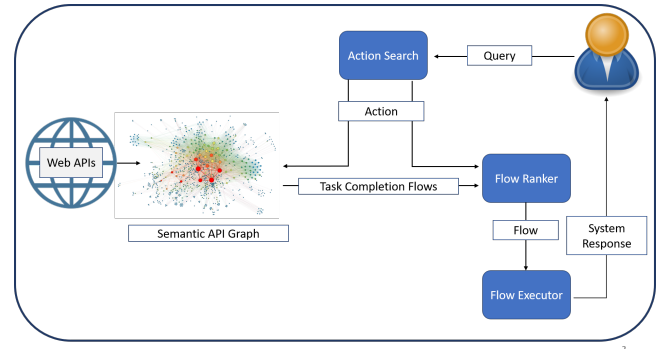 Action Search
Query
Action
Web APIs
Task Completion Flows
Flow Ranker
Semantic API Graph
Flow
System
Response
Flow Executor